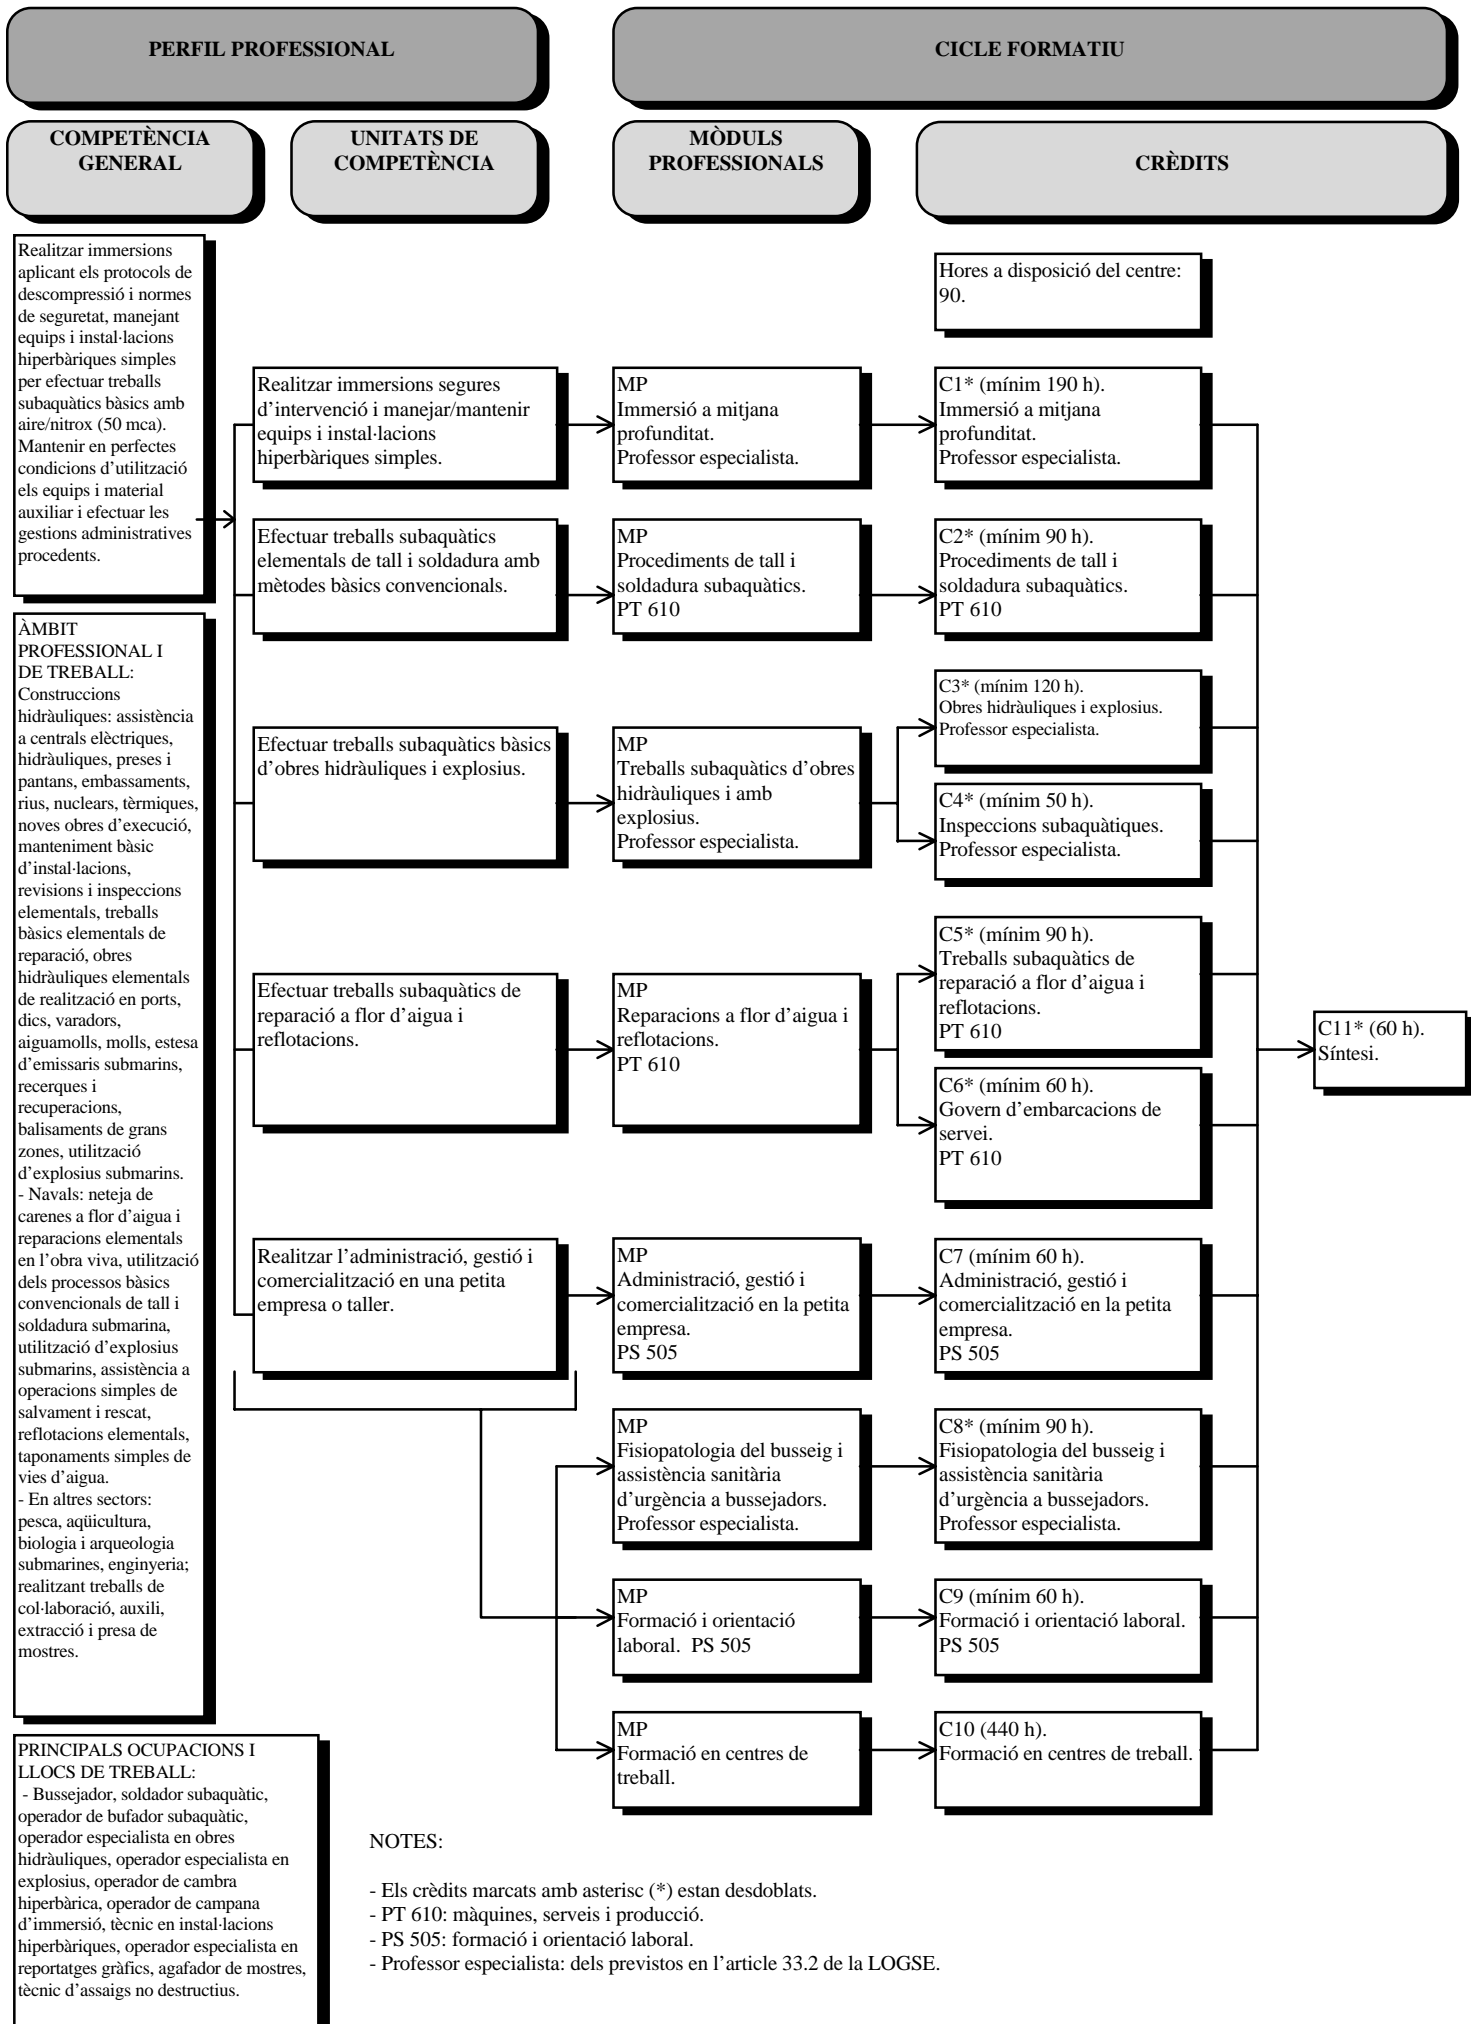 PERFIL PROFESSIONAL
CICLE FORMATIU
COMPETÈNCIA
GENERAL
UNITATS DE
COMPETÈNCIA
MÒDULS
PROFESSIONALS
CRÈDITS
Realitzar immersions
aplicant els protocols de
descompressió i normes
de seguretat, manejant
equips i instal·lacions
hiperbàriques simples
per efectuar treballs
subaquàtics bàsics amb
aire/nitrox (50 mca).
Mantenir en perfectes
condicions d’utilització
els equips i material
auxiliar i efectuar les
gestions administratives
procedents.
ÀMBIT
PROFESSIONAL I
DE TREBALL:
Construccions
hidràuliques: assistència
a centrals elèctriques,
hidràuliques, preses i
pantans, embassaments,
rius, nuclears, tèrmiques,
noves obres d’execució,
manteniment bàsic
d’instal·lacions,
revisions i inspeccions
elementals, treballs
bàsics elementals de
reparació, obres
hidràuliques elementals
de realització en ports,
dics, varadors,
aiguamolls, molls, estesa
d’emissaris submarins,
recerques i
recuperacions,
balisaments de grans
zones, utilització
d’explosius submarins.
- Navals: neteja de
carenes a flor d’aigua i
reparacions elementals
en l’obra viva, utilització
dels processos bàsics
convencionals de tall i
soldadura submarina,
utilització d’explosius
submarins, assistència a
operacions simples de
salvament i rescat,
reflotacions elementals,
taponaments simples de
vies d’aigua.
- En altres sectors:
pesca, aqüicultura,
biologia i arqueologia
submarines, enginyeria;
realitzant treballs de
col·laboració, auxili,
extracció i presa de
mostres.
PRINCIPALS OCUPACIONS I
LLOCS DE TREBALL:
- Bussejador, soldador subaquàtic,
operador de bufador subaquàtic,
operador especialista en obres
hidràuliques, operador especialista en
explosius, operador de cambra
hiperbàrica, operador de campana
d’immersió, tècnic en instal·lacions
hiperbàriques, operador especialista en
reportatges gràfics, agafador de mostres,
tècnic d’assaigs no destructius.
Realitzar immersions segures
d’intervenció i manejar/mantenir
equips i instal·lacions
hiperbàriques simples.
Efectuar treballs subaquàtics
elementals de tall i soldadura amb
mètodes bàsics convencionals.
Efectuar treballs subaquàtics bàsics
d’obres hidràuliques i explosius.
Efectuar treballs subaquàtics de
reparació a flor d’aigua i
reflotacions.
Realitzar l’administració, gestió i
comercialització en una petita
empresa o taller.
MP
Immersió a mitjana
profunditat.
Professor especialista.
MP
Procediments de tall i
soldadura subaquàtics.
PT 610
MP
Treballs subaquàtics d’obres
hidràuliques i amb
explosius.
Professor especialista.
MP
Reparacions a flor d’aigua i
reflotacions.
PT 610
MP
Administració, gestió i
comercialització en la petita
empresa.
PS 505
MP
Fisiopatologia del busseig i
assistència sanitària
d’urgència a bussejadors.
Professor especialista.
MP
Formació i orientació
laboral.  PS 505
MP
Formació en centres de
treball.
Hores a disposició del centre:
90.
C1* (mínim 190 h).
Immersió a mitjana
profunditat.
Professor especialista.
C2* (mínim 90 h).
Procediments de tall i
soldadura subaquàtics.
PT 610
C3* (mínim 120 h).
Obres hidràuliques i explosius.
Professor especialista.
C4* (mínim 50 h).
Inspeccions subaquàtiques.
Professor especialista.
C5* (mínim 90 h).
Treballs subaquàtics de
reparació a flor d’aigua i
reflotacions.
PT 610
C6* (mínim 60 h).
Govern d’embarcacions de
servei.
PT 610
C7 (mínim 60 h).
Administració, gestió i
comercialització en la petita
empresa.
PS 505
C8* (mínim 90 h).
Fisiopatologia del busseig i
assistència sanitària
d’urgència a bussejadors.
Professor especialista.
C9 (mínim 60 h).
Formació i orientació laboral.
PS 505
C10 (440 h).
Formació en centres de treball.
C11* (60 h).
Síntesi.
NOTES:
- Els crèdits marcats amb asterisc (*) estan desdoblats.
- PT 610: màquines, serveis i producció.
- PS 505: formació i orientació laboral.
- Professor especialista: dels previstos en l’article 33.2 de la LOGSE.